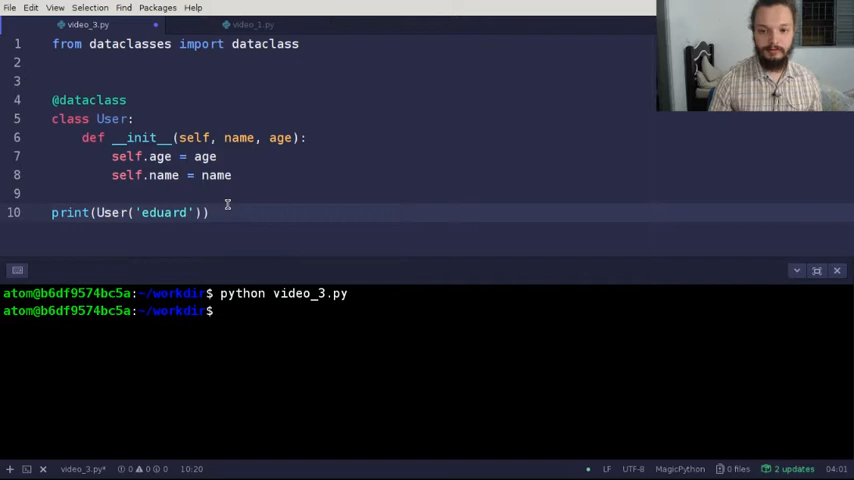 File Edit View Selection Find Packages Help
video_3.py
video_1.py
1 from dataclasses import dataclass
2
3
4 @dataclass
5 class User:
6 def __init__(self, name, age):
7 self.age = age
8 self.name = name
9
10 print(User('eduard'))
atom@b6df9574bc5a:~/workdir$ python video_3.py
atom@b6df9574bc5a:~/workdir$
video_3.py* 0 0 0 10:20 LF UTF-8 MagicPython 0 files 2 updates 04:01